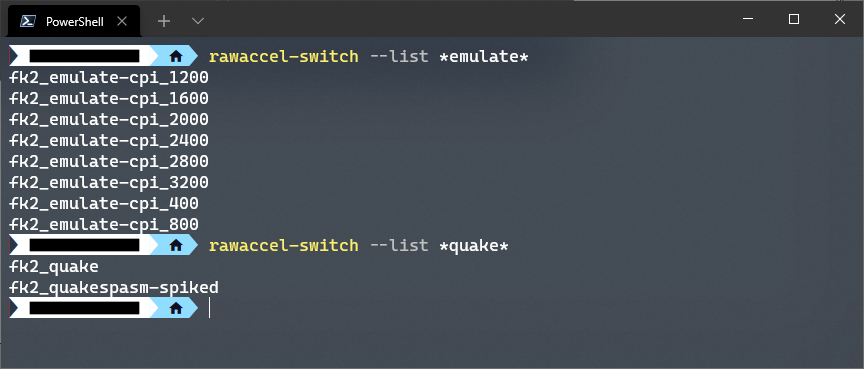 PowerShell
rawaccel-switch --list *emulate*
fk2_emulate-cpi_1200
fk2_emulate-cpi_1600
fk2_emulate-cpi_2000
fk2_emulate-cpi_2400
fk2_emulate-cpi_2800
fk2_emulate-cpi_3200
fk2_emulate-cpi_400
fk2_emulate-cpi_800
rawaccel-switch --list *quake*
fk2_quake
fk2_quakespasm-spiked